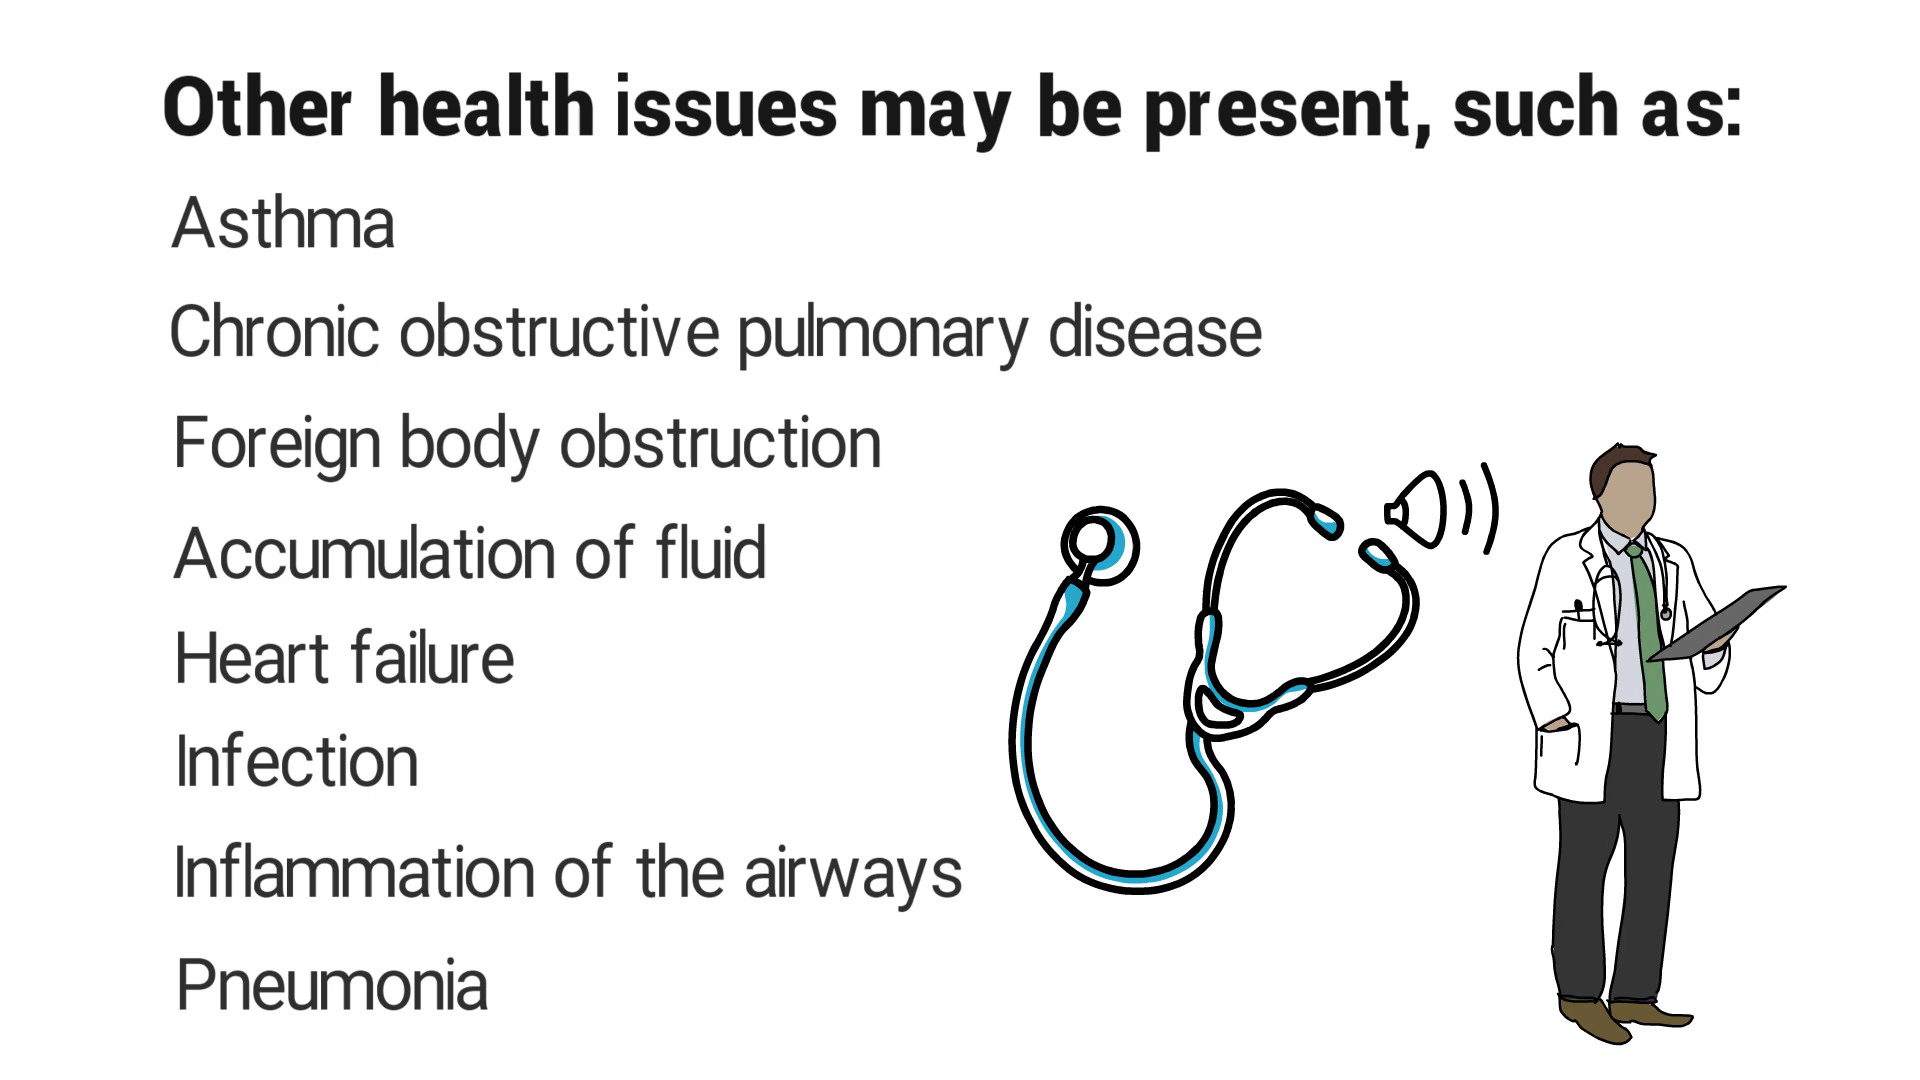 Other health issues may be present, such as:
Asthma
Chronic obstructive pulmonary disease
Foreign body obstruction
Accumulation of fluid
Heart failure
Infection
Inflammation of the airways
Pneumonia